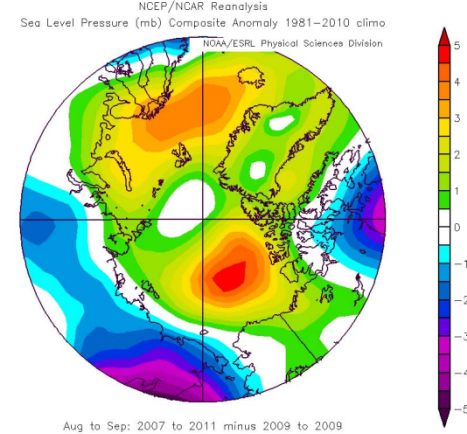 NCEP/NCAR Reanalysis
Sea Level Pressure (mb) Composite Anomaly 1981-2010 climo
NOAA/ESRL Physical Sciences Division
5
4
3
2
1
0
-1
-2
-3
-4
-5
Aug to Sep: 2007 to 2011 minus 2009 to 2009